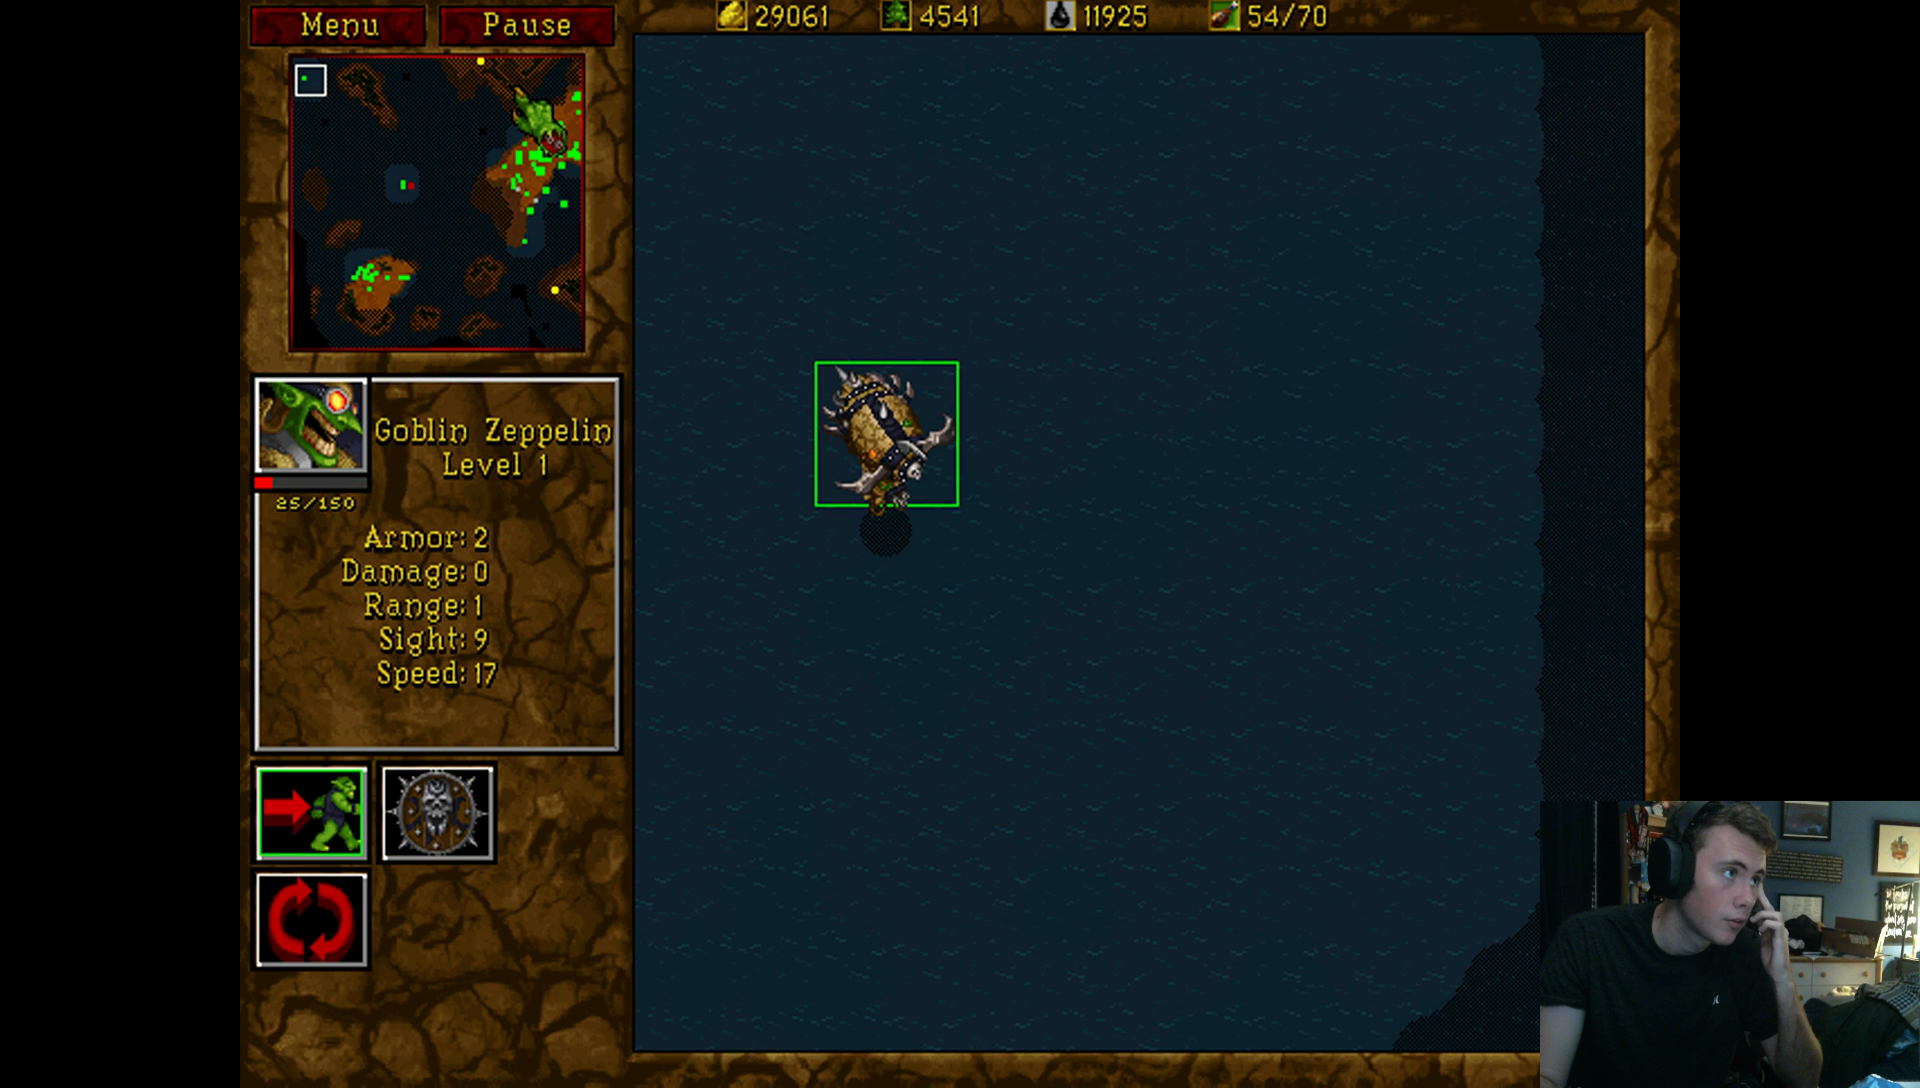 Menu
Pause
29061
4541
11925
54/70
Goblin Zeppelin
Level 1
25/150
Armor: 2
Damage: 0
Range: 1
Sight: 9
Speed: 17